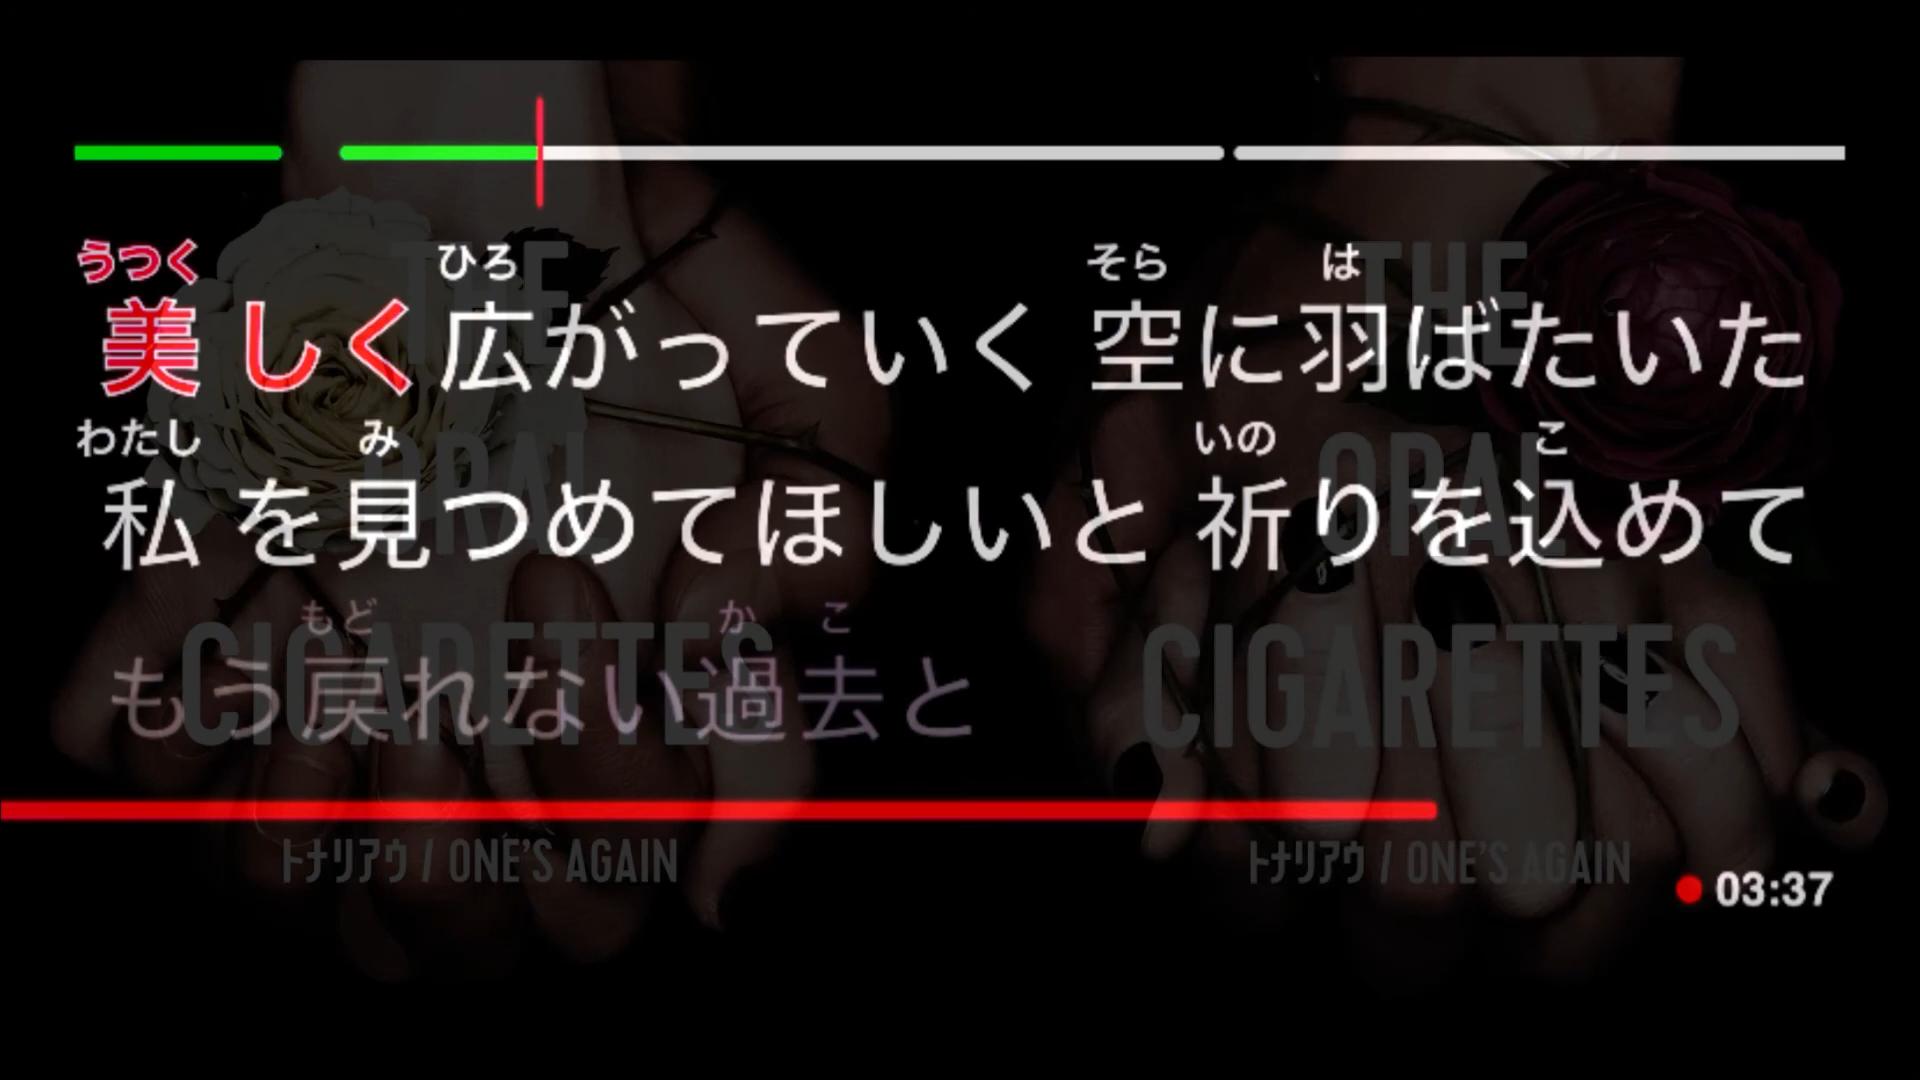 うつく ひろ そら は
美しく広がっていく 空に羽ばたいた
わたし み いの こ
私を見つめてほしいと 祈りを込めて
もど か こ
もう戻れない過去と
THE THE
OPAL OPAL
CIGARETTES CIGARETTES
トナリアウ / ONE'S AGAIN トナリアウ / ONE'S AGAIN
03:37